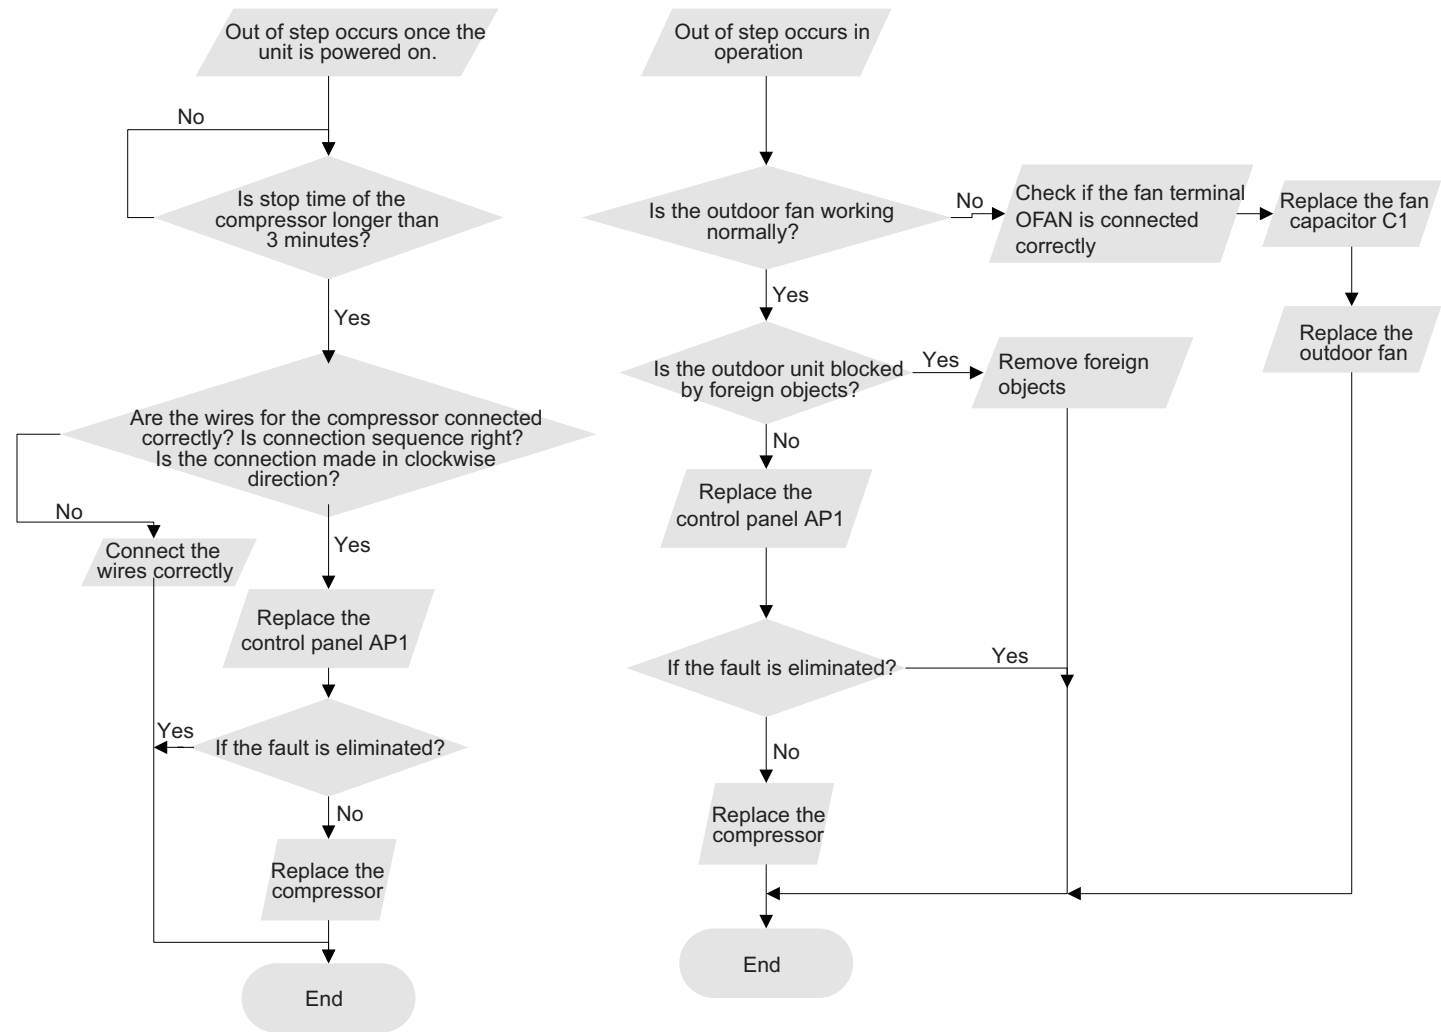 Out of step occurs once the
unit is powered on.
No
Is stop time of the
compressor longer than
3 minutes?
Yes
Are the wires for the compressor connected
correctly? Is connection sequence right?
Is the connection made in clockwise
direction?
No
Connect the
wires correctly
Yes
Replace the
control panel AP1
Yes
If the fault is eliminated?
No
Replace the
compressor
End
Out of step occurs in
operation
Is the outdoor fan working
normally?
No
Check if the fan terminal
OFAN is connected
correctly
Replace the fan
capacitor C1
Replace the
outdoor fan
Yes
Is the outdoor unit blocked
by foreign objects?
Yes
Remove foreign
objects
No
Replace the
control panel AP1
If the fault is eliminated?
Yes
No
Replace the
compressor
End